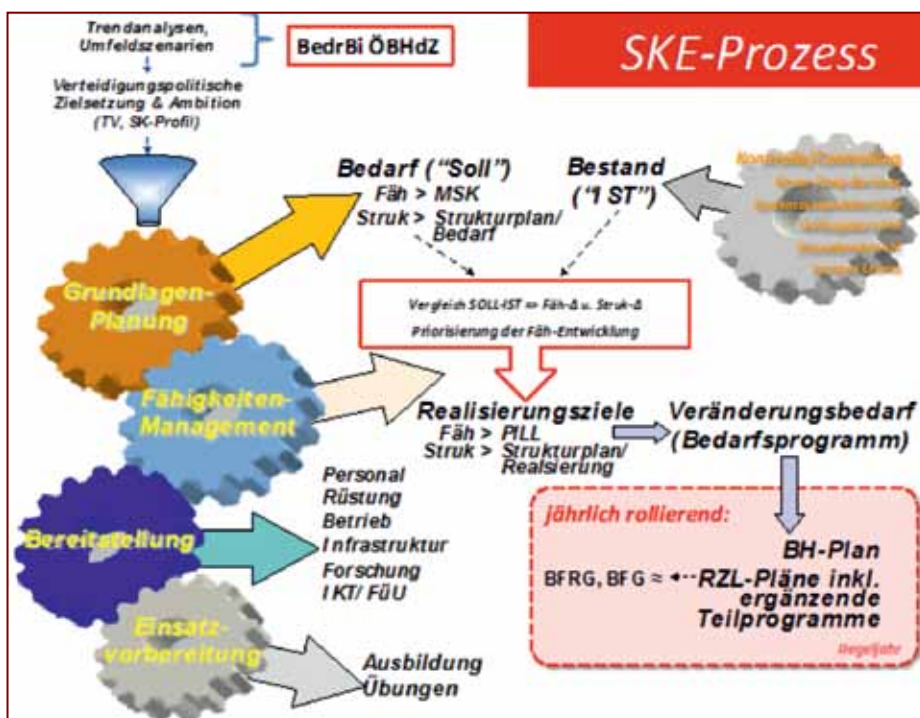 Trendanalysen,
Umfeldszenarien
BedrBi ÖBHdZ
SKE-Prozess
Verteidigungspolitische
Zielsetzung & Ambition
(TV, SK-Profil)
Bedarf ("Soll")
Fäh > MSK
Struk > Strukturplan/
Bedarf
Bestand
("IST")
Grundlagen-
Planung
Vergleich SOLL-IST = Fäh-Δ u. Struk-Δ
Priorisierung der Fäh-Entwicklung
Fähigkeiten-
Management
Realisierungsziele
Fäh > PILL
Struk > Strukturplan/
Realsierung
Veränderungsbedarf
(Bedarfsprogramm)
Personal
Rüstung
Betrieb
Infrastruktur
Forschung
IKT/ FüU
Bereitstellung
jährlich rollierend:
BH-Plan
BFRG, BFG ≈
RZL-Pläne inkl.
ergänzende
Teilprogramme
Regeljahr
Einsatz-
vorbereitung
Ausbildung
Übungen